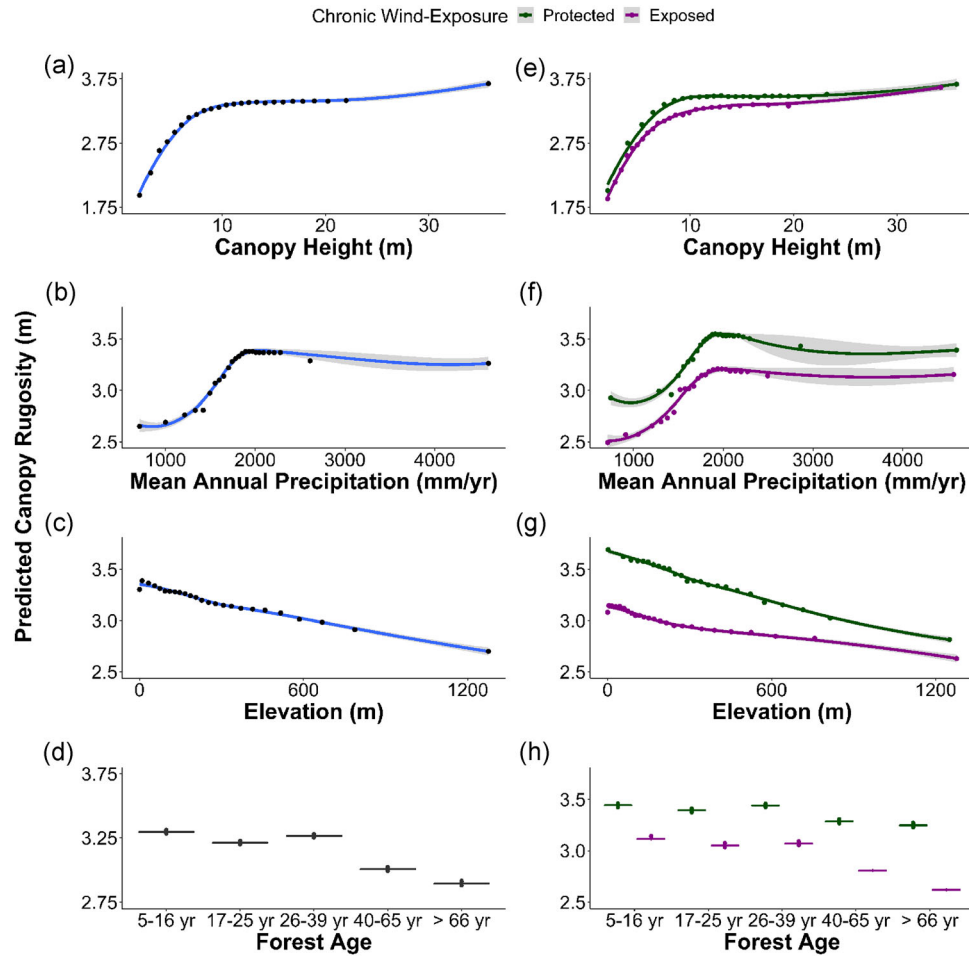 Chronic Wind-Exposure Protected Exposed
Predicted Canopy Rugosity (m)
(a)
3.75
2.75
1.75
10 20 30
Canopy Height (m)
(e)
3.75
2.75
1.75
10 20 30
Canopy Height (m)
(b)
3.5
3.0
2.5
1000 2000 3000 4000
Mean Annual Precipitation (mm/yr)
(f)
3.5
3.0
2.5
1000 2000 3000 4000
Mean Annual Precipitation (mm/yr)
(c)
3.5
3.0
2.5
0 600 1200
Elevation (m)
(g)
3.5
3.0
2.5
0 600 1200
Elevation (m)
(d)
3.75
3.25
2.75
5-16 yr 17-25 yr 26-39 yr 40-65 yr > 66 yr
Forest Age
(h)
3.5
3.0
2.5
5-16 yr 17-25 yr 26-39 yr 40-65 yr > 66 yr
Forest Age